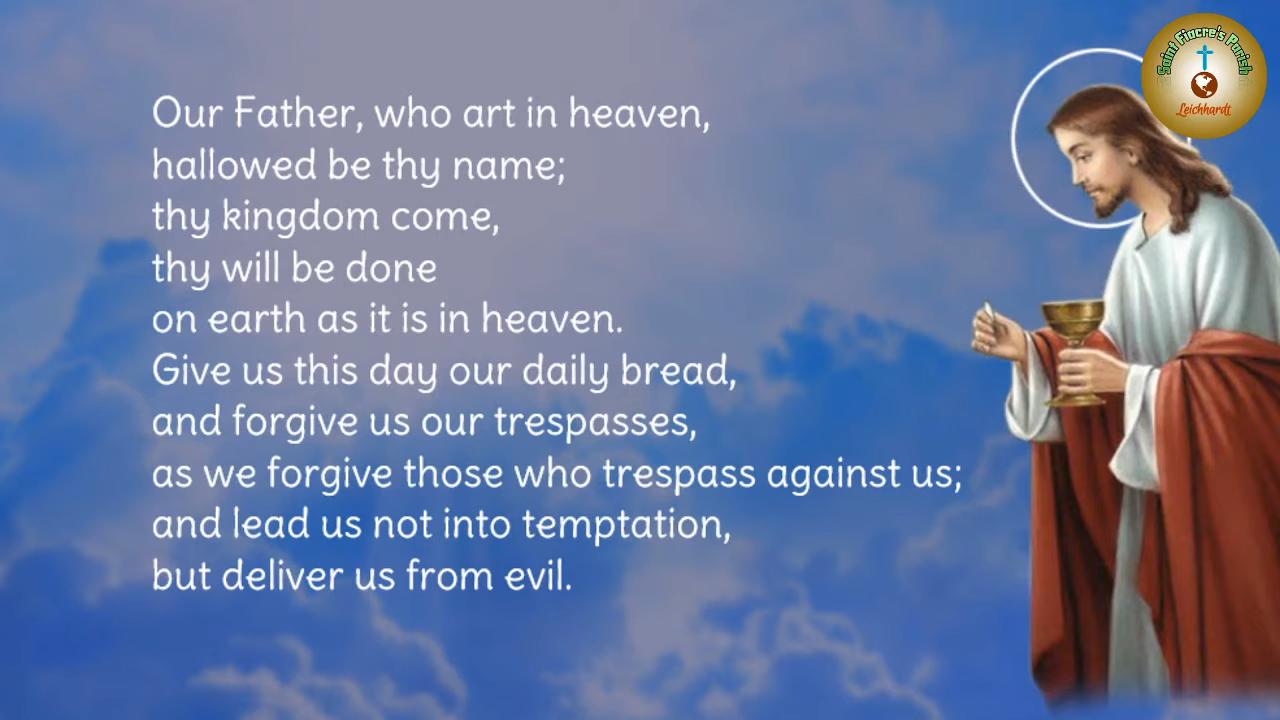 Our Father, who art in heaven,
hallowed be thy name;
thy kingdom come,
thy will be done
on earth as it is in heaven.
Give us this day our daily bread,
and forgive us our trespasses,
as we forgive those who trespass against us;
and lead us not into temptation,
but deliver us from evil.
Saint Fiacre's Parish
Leichhardt